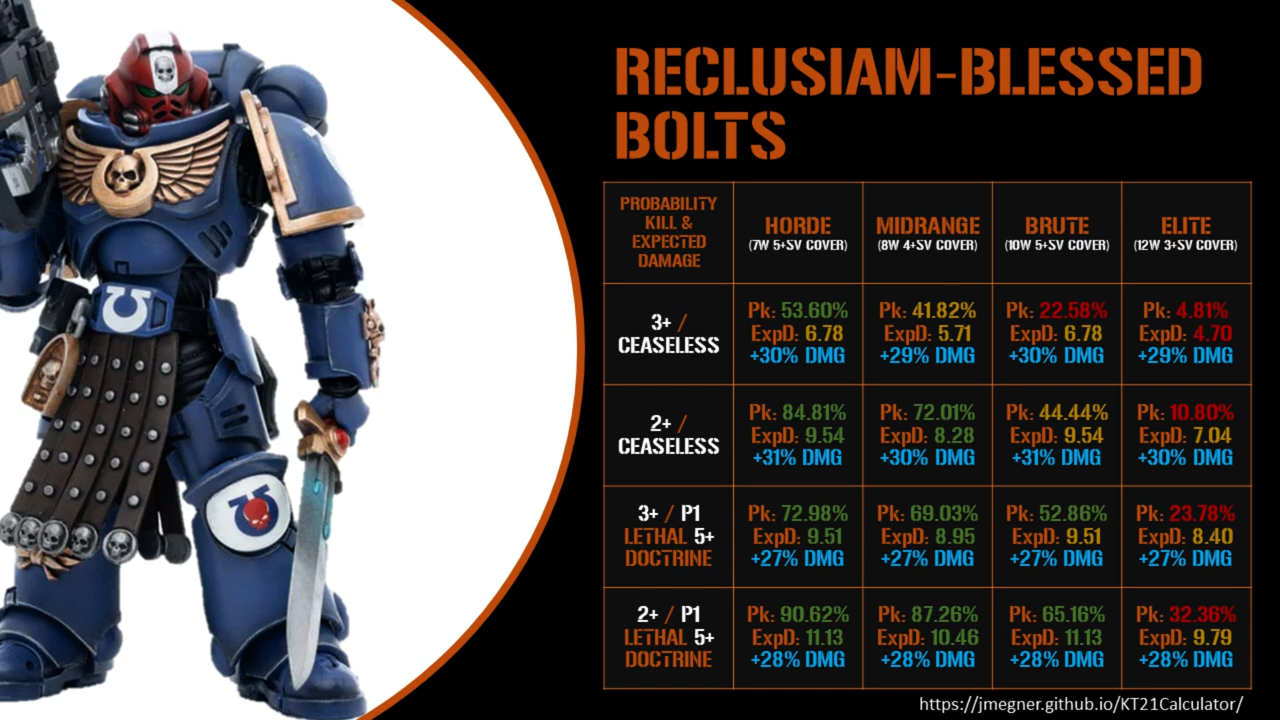 RECLUSIAM-BLESSED
BOLTS
PROBABILITY
KILL &
EXPECTED
DAMAGE
HORDE
(7W 5+SV COVER)
MIDRANGE
(8W 4+SV COVER)
BRUTE
(10W 5+SV COVER)
ELITE
(12W 3+SV COVER)
3+ /
CEASELESS
Pk: 53.60%
ExpD: 6.78
+30% DMG
Pk: 41.82%
ExpD: 5.71
+29% DMG
Pk: 22.58%
ExpD: 6.78
+30% DMG
Pk: 4.81%
ExpD: 4.70
+29% DMG
2+ /
CEASELESS
Pk: 84.81%
ExpD: 9.54
+31% DMG
Pk: 72.01%
ExpD: 8.28
+30% DMG
Pk: 44.44%
ExpD: 9.54
+31% DMG
Pk: 10.80%
ExpD: 7.04
+30% DMG
3+ / P1
LETHAL 5+
DOCTRINE
Pk: 72.98%
ExpD: 9.51
+27% DMG
Pk: 69.03%
ExpD: 8.95
+27% DMG
Pk: 52.86%
ExpD: 9.51
+27% DMG
Pk: 23.78%
ExpD: 8.40
+27% DMG
2+ / P1
LETHAL 5+
DOCTRINE
Pk: 90.62%
ExpD: 11.13
+28% DMG
Pk: 87.26%
ExpD: 10.46
+28% DMG
Pk: 65.16%
ExpD: 11.13
+28% DMG
Pk: 32.36%
ExpD: 9.79
+28% DMG
https://jmegner.github.io/KT21Calculator/